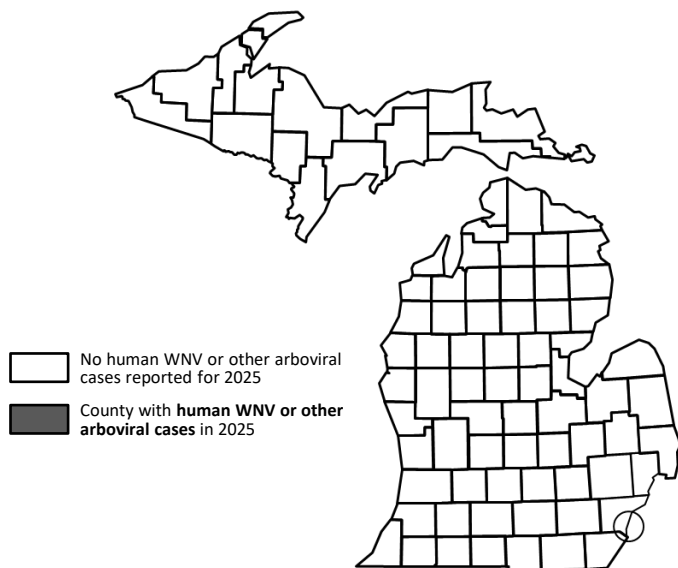 No human WNV or other arboviral
cases reported for 2025
County with human WNV or other
arboviral cases in 2025